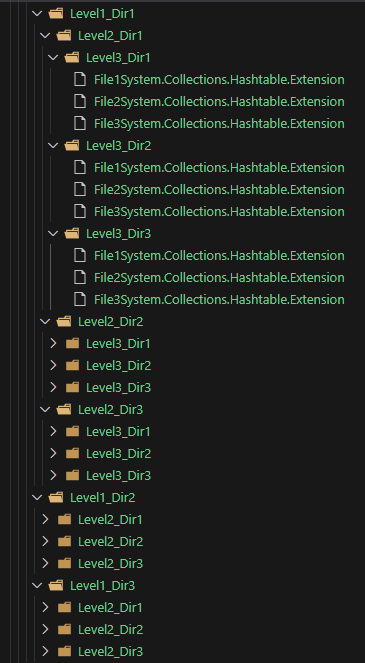 Level1_Dir1
Level2_Dir1
Level3_Dir1
File1System.Collections.Hashtable.Extension
File2System.Collections.Hashtable.Extension
File3System.Collections.Hashtable.Extension
Level3_Dir2
File1System.Collections.Hashtable.Extension
File2System.Collections.Hashtable.Extension
File3System.Collections.Hashtable.Extension
Level3_Dir3
File1System.Collections.Hashtable.Extension
File2System.Collections.Hashtable.Extension
File3System.Collections.Hashtable.Extension
Level2_Dir2
Level3_Dir1
Level3_Dir2
Level3_Dir3
Level2_Dir3
Level3_Dir1
Level3_Dir2
Level3_Dir3
Level1_Dir2
Level2_Dir1
Level2_Dir2
Level2_Dir3
Level1_Dir3
Level2_Dir1
Level2_Dir2
Level2_Dir3